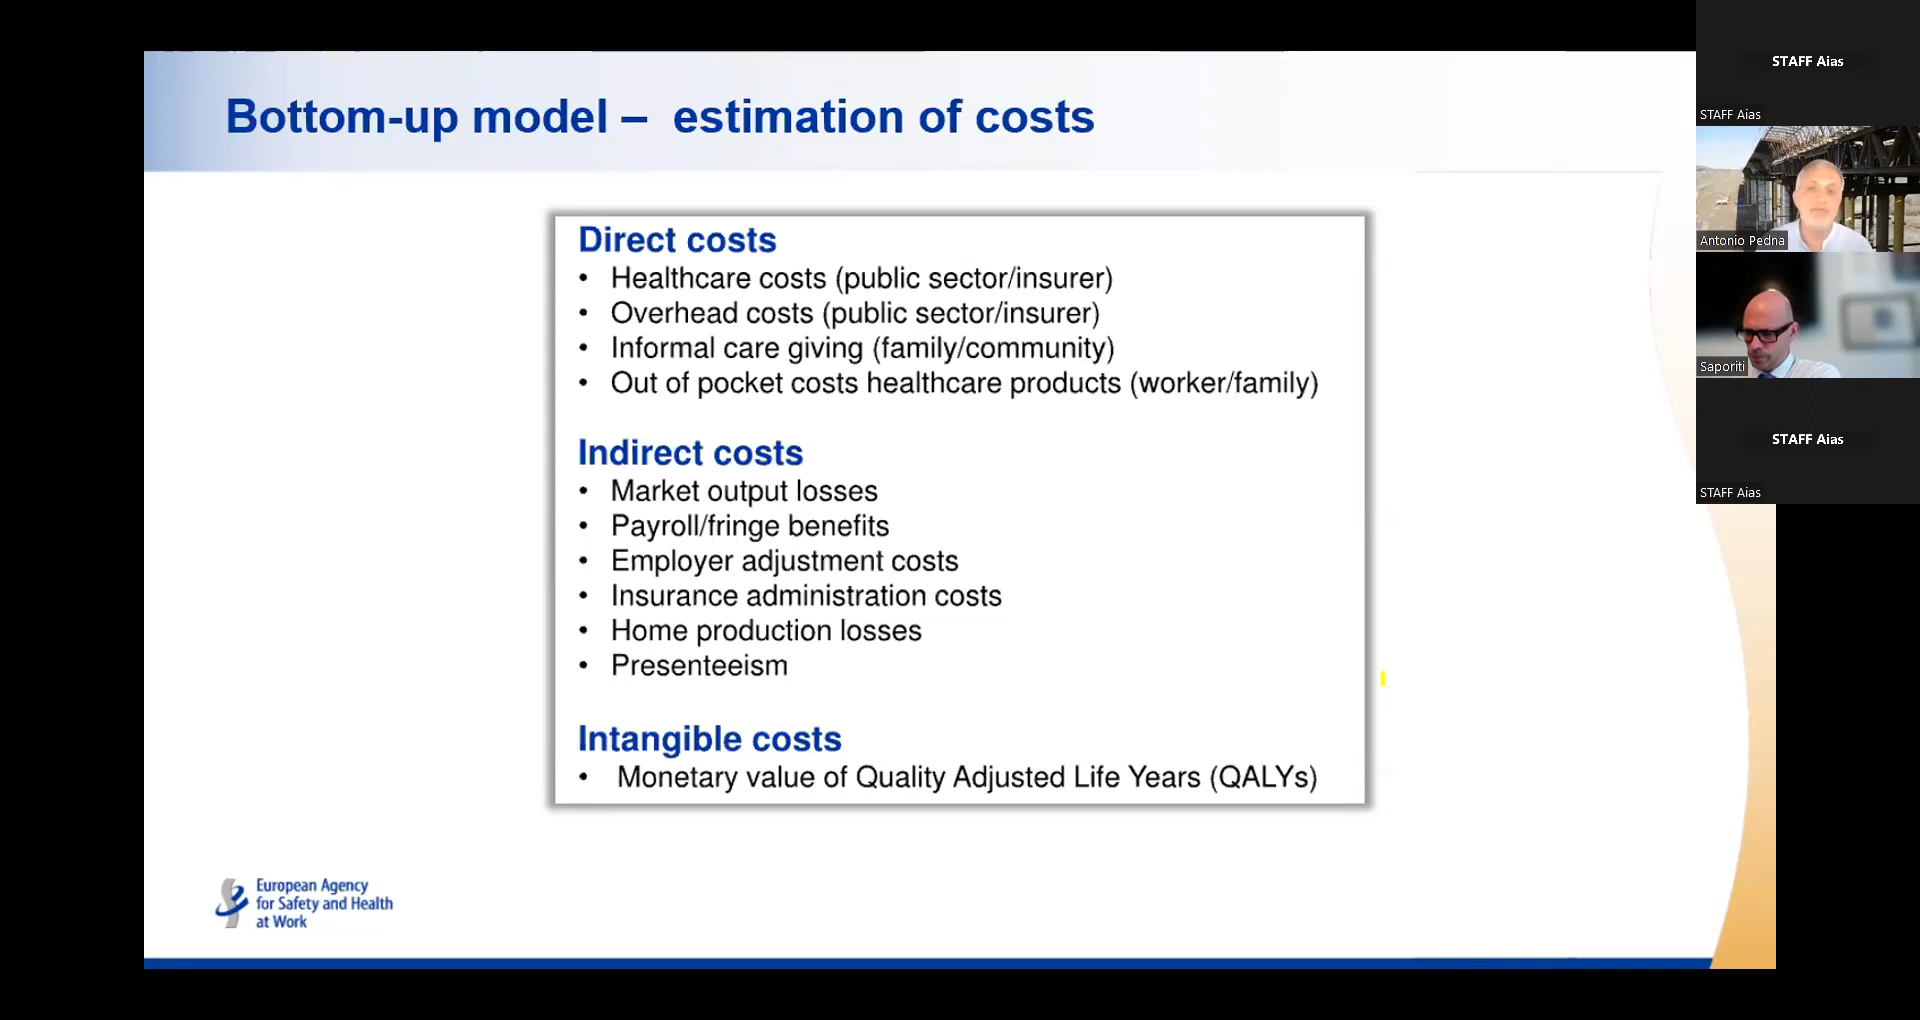 Bottom-up model – estimation of costs
Direct costs
• Healthcare costs (public sector/insurer)
• Overhead costs (public sector/insurer)
• Informal care giving (family/community)
• Out of pocket costs healthcare products (worker/family)
Indirect costs
• Market output losses
• Payroll/fringe benefits
• Employer adjustment costs
• Insurance administration costs
• Home production losses
• Presenteeism
Intangible costs
• Monetary value of Quality Adjusted Life Years (QALYs)
European Agency
for Safety and Health
at Work
STAFF Aias
STAFF Aias
Antonio Pedna
Saporiti
STAFF Aias
STAFF Aias